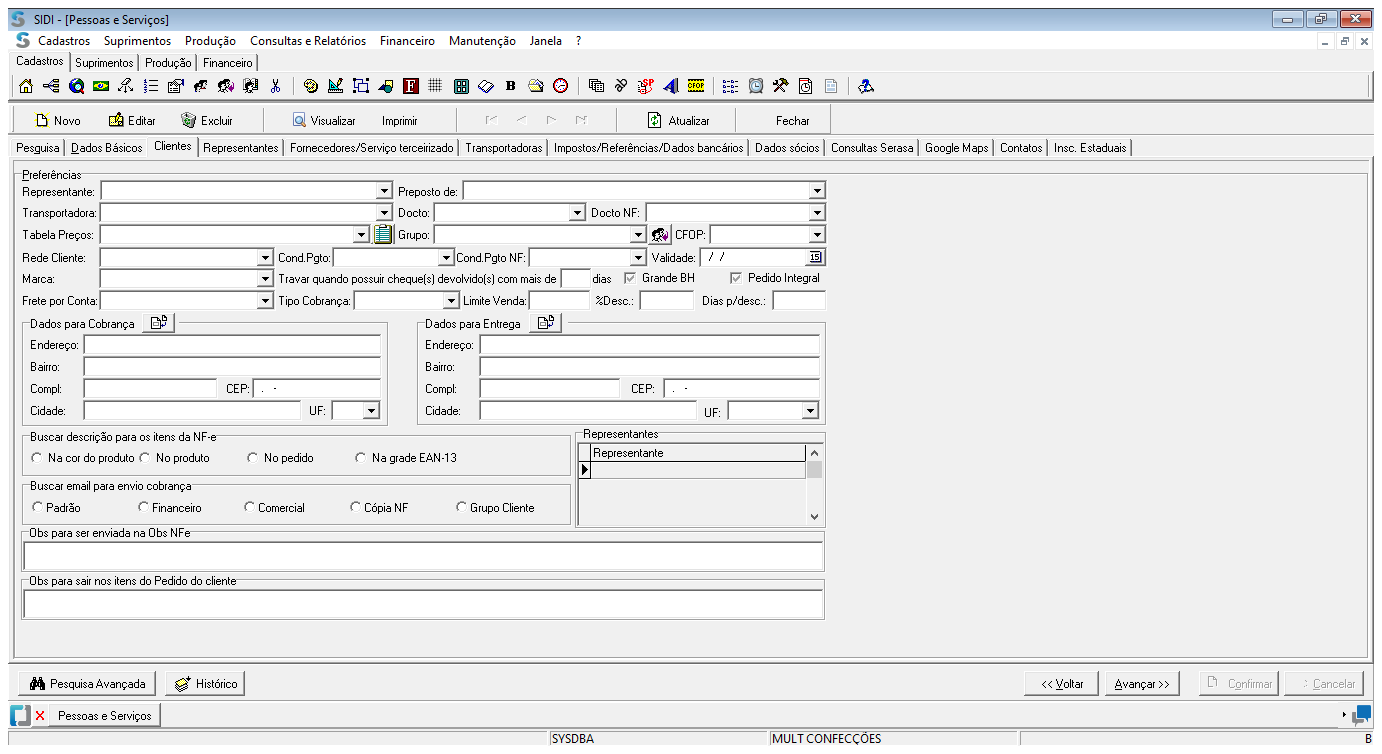 SIDI - [Pessoas e Serviços]
Cadastros Suprimentos Produção Consultas e Relatórios Financeiro Manutenção Janela ?
Cadastros Suprimentos Produção Financeiro
F B SP CFOP
Novo Editar Excluir Visualizar Imprimir Atualizar Fechar
Pesquisa Dados Básicos Clientes Representantes Fornecedores/Serviço terceirizado Transportadoras Impostos/Referências/Dados bancários Dados sócios Consultas Serasa Google Maps Contatos Insc. Estaduais
Preferências
Representante: Preposto de:
Transportadora: Docto: Docto NF:
Tabela Preços: Grupo: CFOP:
Rede Cliente: Cond.Pgto: Cond.Pgto NF: Validade: / / 15
Marca: Travar quando possuir cheque(s) devolvido(s) com mais de dias Grande BH Pedido Integral
Frete por Conta: Tipo Cobrança: Limite Venda: %Desc.: Dias p/desc.:
Dados para Cobrança Dados para Entrega
Endereço: Endereço:
Bairro: Bairro:
Compl: CEP: . - Compl: CEP: . -
Cidade: UF: Cidade: UF:
Buscar descrição para os itens da NF-e
Na cor do produto No produto No pedido Na grade EAN-13
Buscar email para envio cobrança
Padrão Financeiro Comercial Cópia NF Grupo Cliente
Representantes
Representante
Obs para ser enviada na Obs NFe
Obs para sair nos itens do Pedido do cliente
Pesquisa Avançada Histórico << Voltar Avançar >> Confirmar Cancelar
Pessoas e Serviços
SYSDBA MULT CONFECÇÕES B